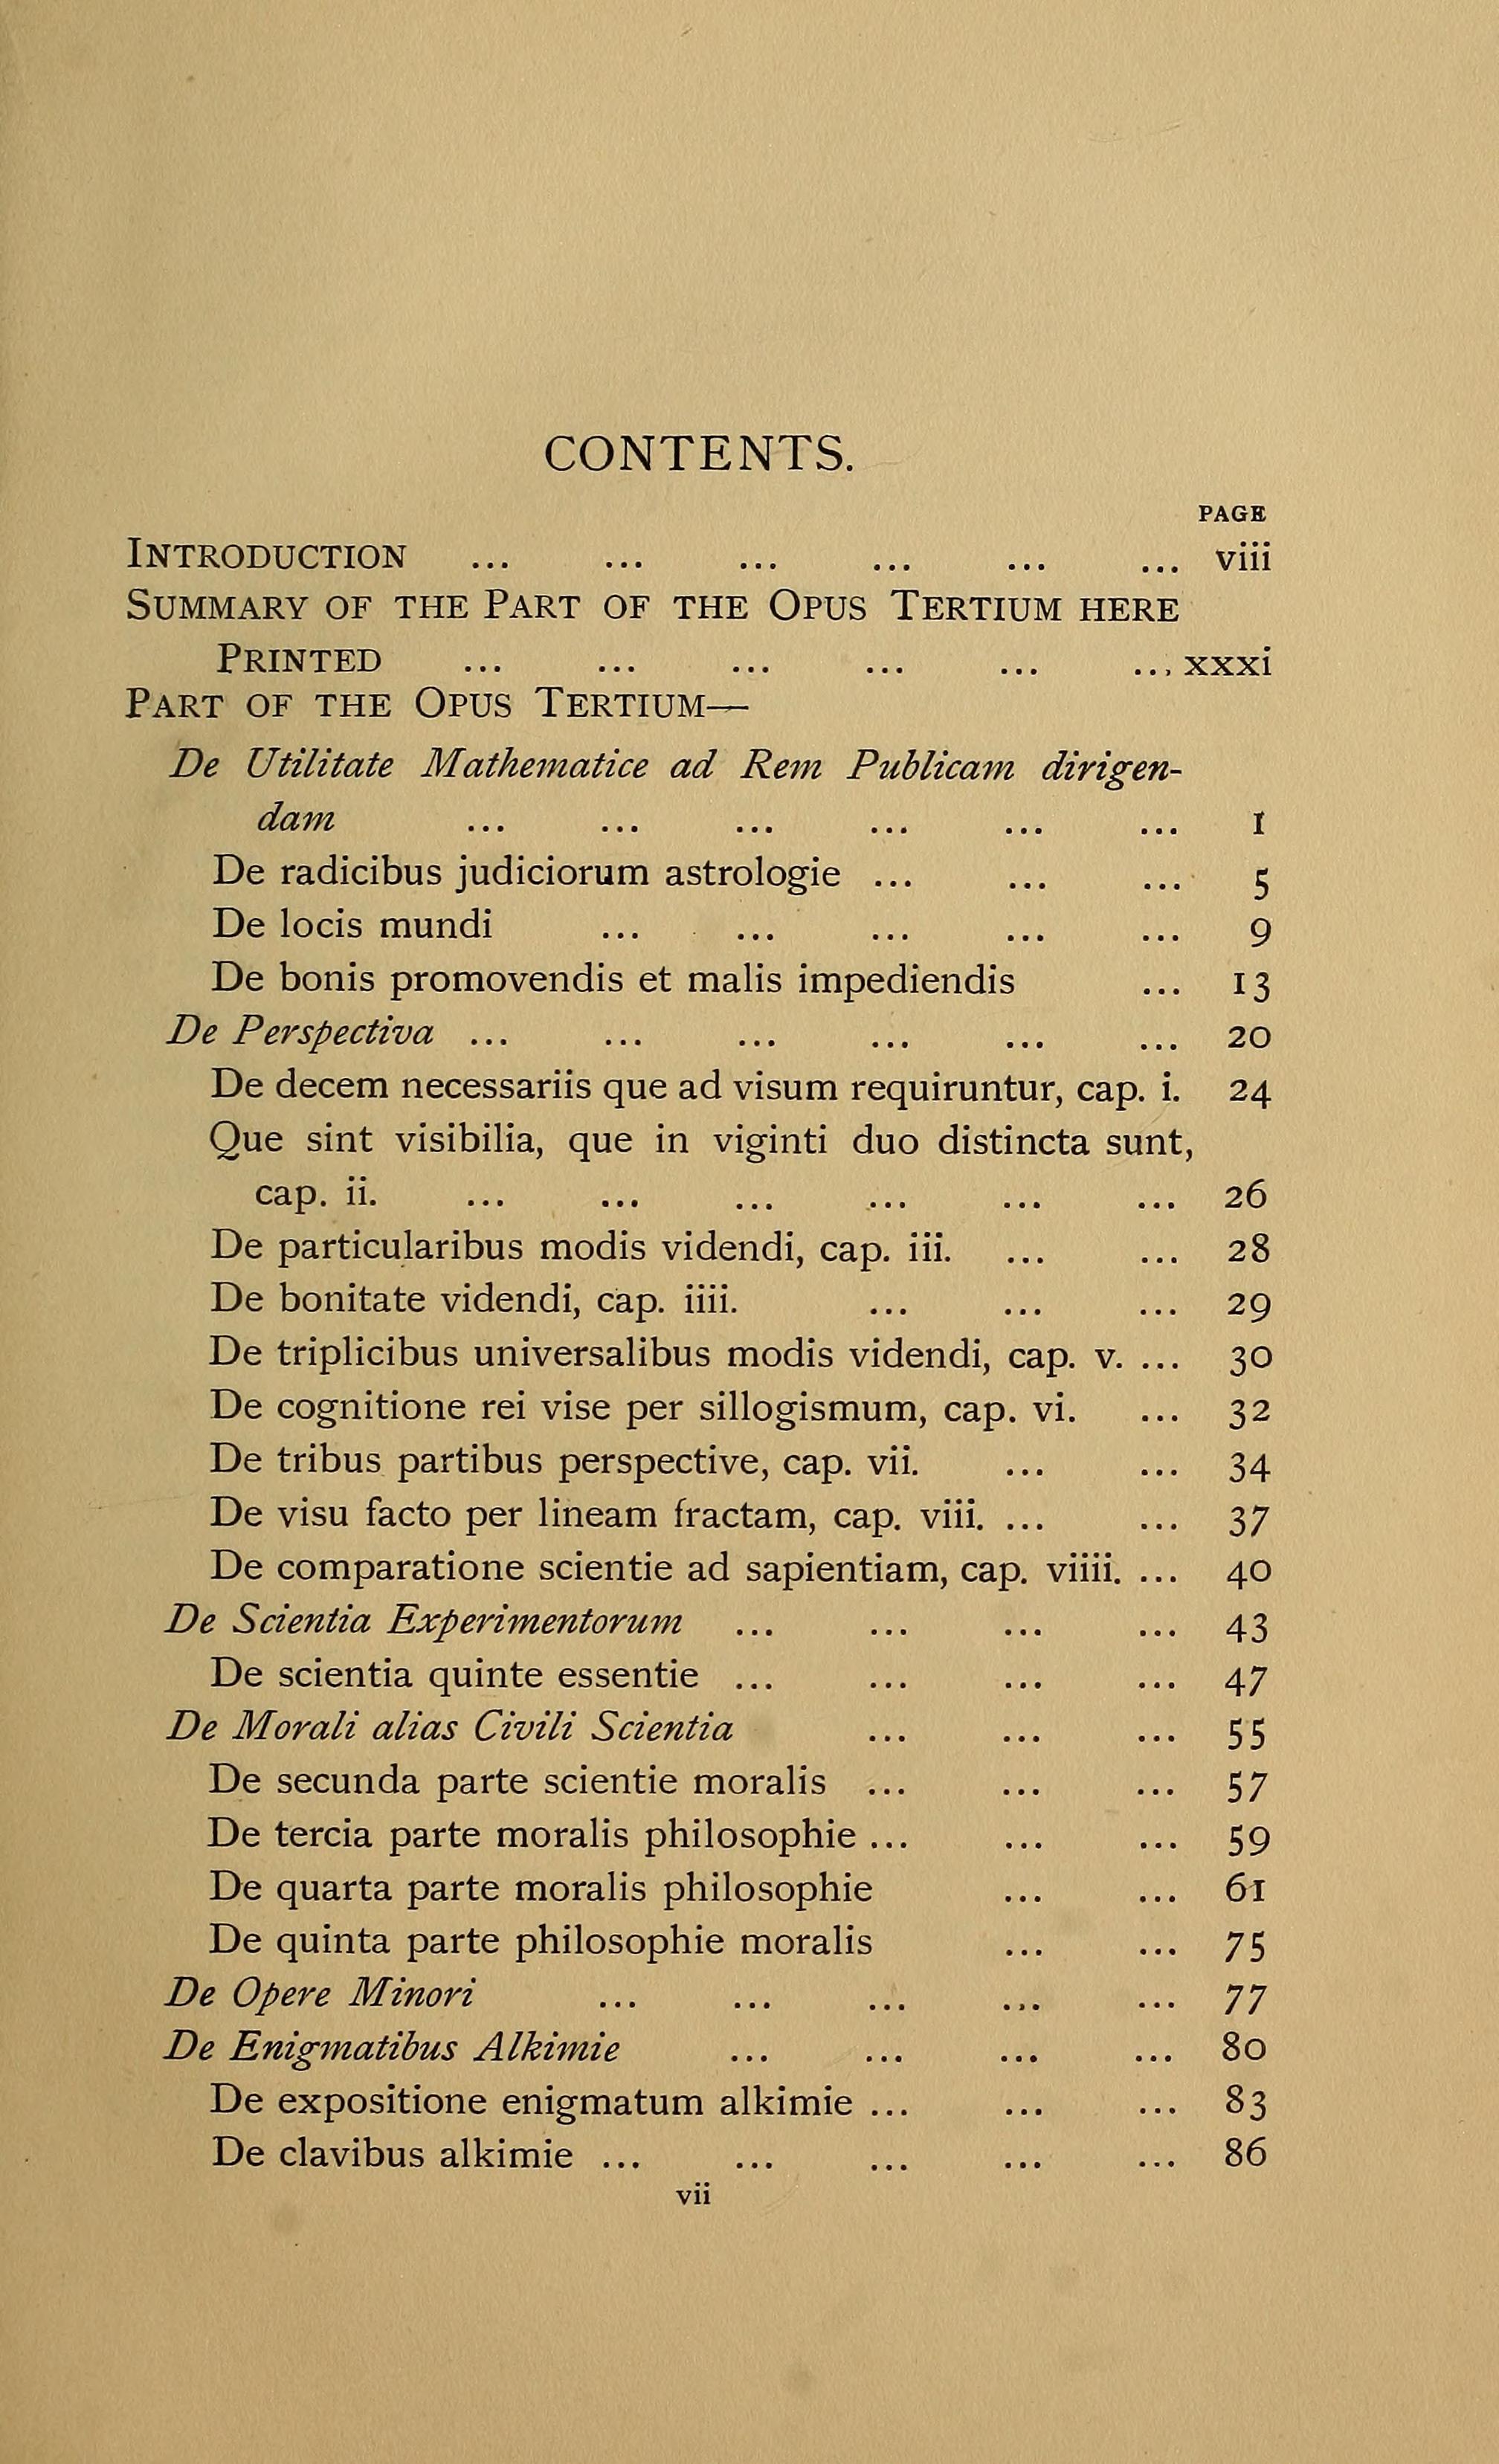 CONTENTS.
PAGE
INTRODUCTION ... ... ... ... ... ... viii
SUMMARY OF THE PART OF THE OPUS TERTIUM HERE
PRINTED ... ... ... ... ... ... xxxi
PART OF THE OPUS TERTIUM—
De Utilitate Mathematice ad Rem Publicam dirigen-
dam ... ... ... ... ... ... 1
De radicibus judiciorum astrologie ... ... ... 5
De locis mundi ... ... ... ... ... 9
De bonis promovendis et malis impediendis ... 13
De Perspectiva ... ... ... ... ... ... 20
De decem necessariis que ad visum requiruntur, cap. i. 24
Que sint visibilia, que in viginti duo distincta sunt,
cap. ii. ... ... ... ... ... ... 26
De particularibus modis videndi, cap. iii. ... ... 28
De bonitate videndi, cap. iiii. ... ... ... 29
De triplicibus universalibus modis videndi, cap. v. ... 30
De cognitione rei vise per sillogismum, cap. vi. ... 32
De tribus partibus perspective, cap. vii. ... ... 34
De visu facto per lineam fractam, cap. viii. ... ... 37
De comparatione scientie ad sapientiam, cap. viiii. ... 40
De Scientia Experimentorum ... ... ... ... 43
De scientia quinte essentie ... ... ... ... 47
De Morali alias Civili Scientia ... ... ... 55
De secunda parte scientie moralis ... ... ... 57
De tercia parte moralis philosophie ... ... ... 59
De quarta parte moralis philosophie ... ... 61
De quinta parte philosophie moralis ... ... 75
De Opere Minori ... ... ... ... ... 77
De Enigmatibus Alkimie ... ... ... ... 80
De expositione enigmatum alkimie ... ... ... 83
De clavibus alkimie ... ... ... ... ... 86
vii